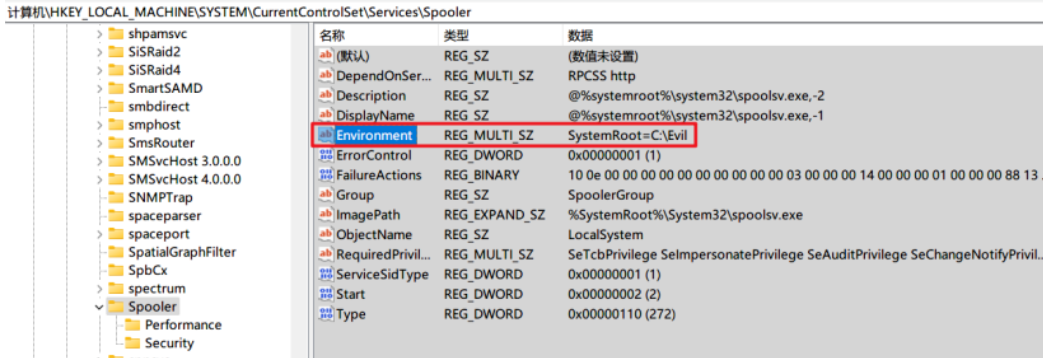 计算机\HKEY_LOCAL_MACHINE\SYSTEM\CurrentControlSet\Services\Spooler
shpamsvc
SiSRaid2
SiSRaid4
SmartSAMD
smbdirect
smphost
SmsRouter
SMSvcHost 3.0.0.0
SMSvcHost 4.0.0.0
SNMPTrap
spaceparser
spaceport
SpatialGraphFilter
SpbCx
spectrum
Spooler
Performance
Security
名称 类型 数据
(默认) REG_SZ (数值未设置)
DependOnSer... REG_MULTI_SZ RPCSS http
Description REG_SZ @%systemroot%\system32\spoolsv.exe,-2
DisplayName REG_SZ @%systemroot%\system32\spoolsv.exe,-1
Environment REG_MULTI_SZ SystemRoot=C:\Evil
ErrorControl REG_DWORD 0x00000001 (1)
FailureActions REG_BINARY 10 0e 00 00 00 00 00 00 00 00 00 00 03 00 00 00 14 00 00 00 01 00 00 00 88 13 ...
Group REG_SZ SpoolerGroup
ImagePath REG_EXPAND_SZ %SystemRoot%\System32\spoolsv.exe
ObjectName REG_SZ LocalSystem
RequiredPrivil... REG_MULTI_SZ SeTcbPrivilege SeImpersonatePrivilege SeAuditPrivilege SeChangeNotifyPrivil...
ServiceSidType REG_DWORD 0x00000001 (1)
Start REG_DWORD 0x00000002 (2)
Type REG_DWORD 0x00000110 (272)